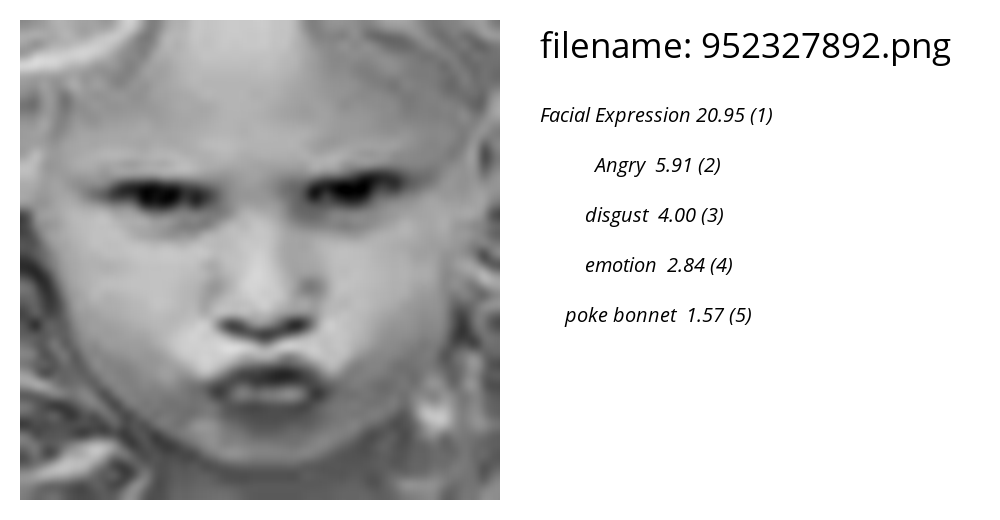 filename: 952327892.png
Facial Expression 20.95 (1)
Angry 5.91 (2)
disgust 4.00 (3)
emotion 2.84 (4)
poke bonnet 1.57 (5)